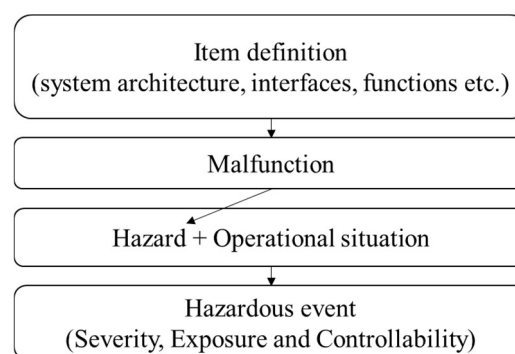 Item definition
(system architecture, interfaces, functions etc.)
Malfunction
Hazard + Operational situation
Hazardous event
(Severity, Exposure and Controllability)